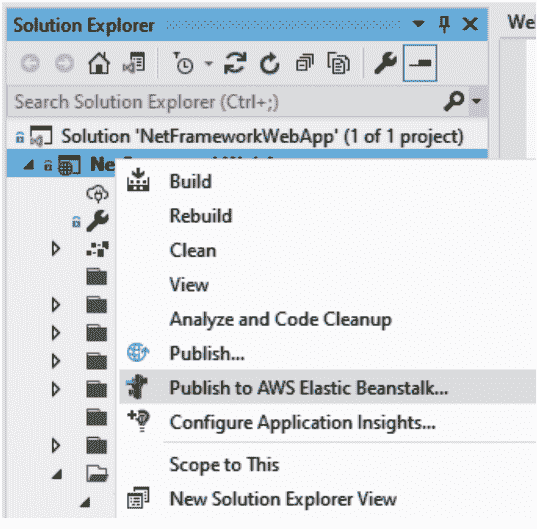 Solution Explorer
We
Search Solution Explorer (Ctrl+;)
Solution 'NetFrameworkWebApp' (1 of 1 project)
Build
Rebuild
Clean
View
Analyze and Code Cleanup
Publish...
Publish to AWS Elastic Beanstalk...
Configure Application Insights...
Scope to This
New Solution Explorer View